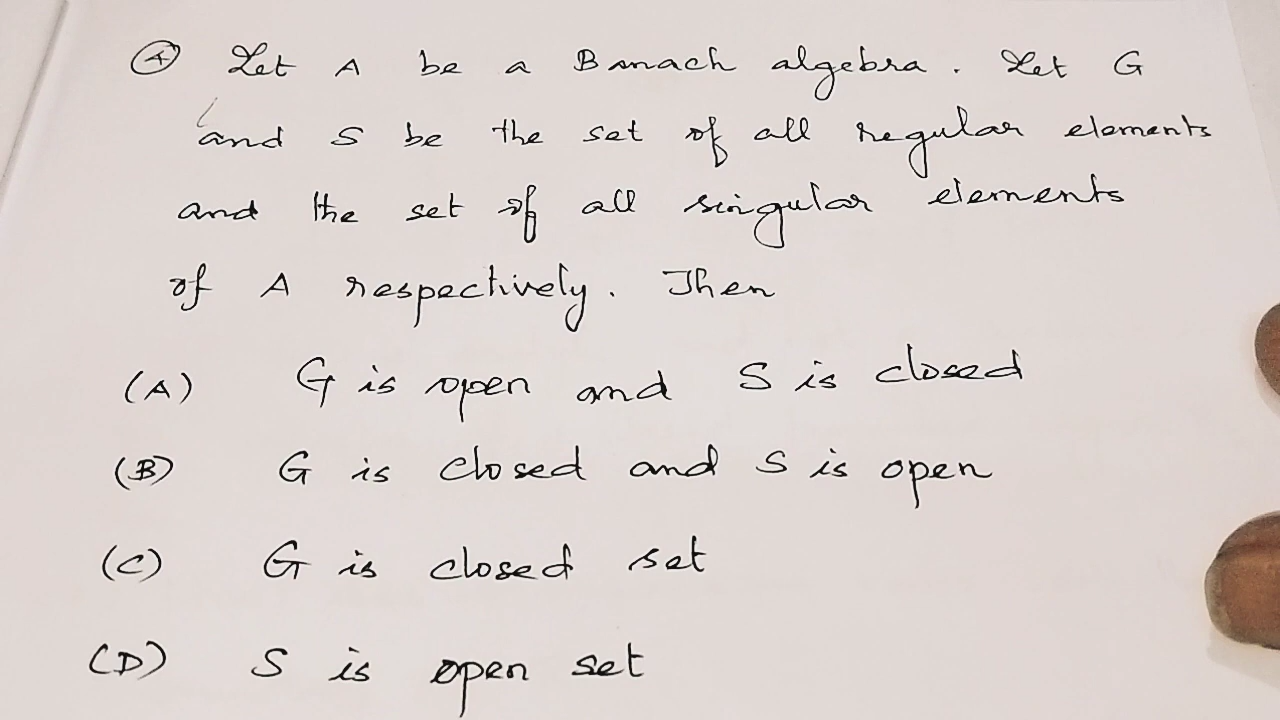 ④ Let A be a Banach algebra. Let G
and S be the set of all regular elements
and the set of all singular elements
of A respectively. Then
(A) G is open and S is closed
(B) G is closed and S is open
(C) G is closed set
(D) S is open set